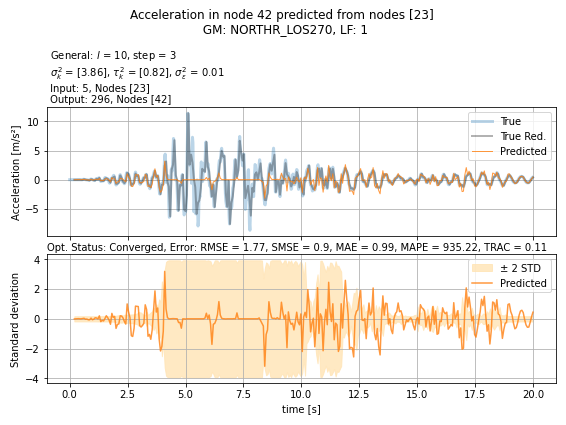 Acceleration in node 42 predicted from nodes [23]
GM: NORTHR_LOS270, LF: 1
General: l = 10, step = 3
σ²ₖ = [3.86], τ²ₖ = [0.82], σ²ε = 0.01
Input: 5, Nodes [23]
Output: 296, Nodes [42]
Acceleration [m/s²]
10
5
0
−5
True
True Red.
Predicted
Opt. Status: Converged, Error: RMSE = 1.77, SMSE = 0.9, MAE = 0.99, MAPE = 935.22, TRAC = 0.11
Standard deviation
4
2
0
−2
−4
± 2 STD
Predicted
0.0 2.5 5.0 7.5 10.0 12.5 15.0 17.5 20.0
time [s]